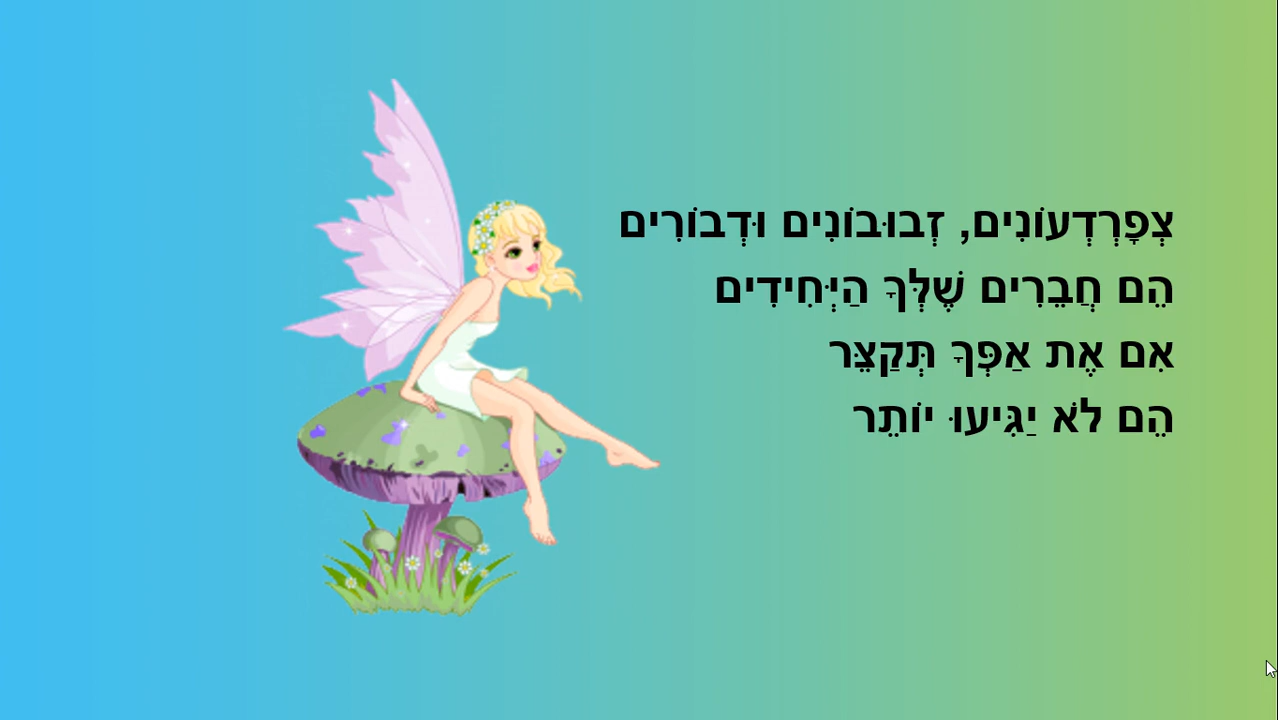 צְפָרְדְעוֹנִים, זְבוּבוֹנִים וּדְבוֹרִים
הֵם חֲבֵרִים שֶׁלְּךָ הַיְּחִידִים
אִם אֶת אַפְּךָ תְּקַצֵּר
הֵם לֹא יַגִּיעוּ יוֹתֵר